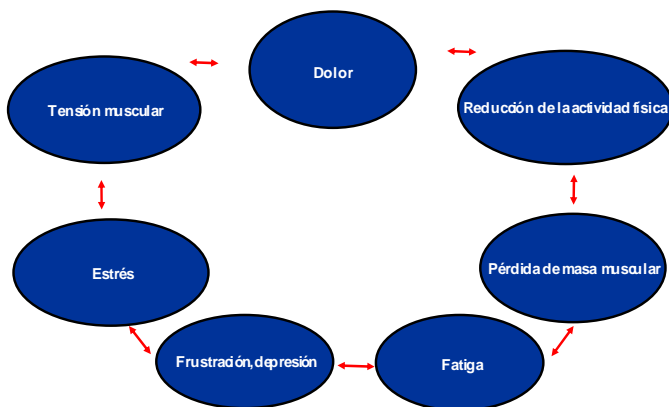 Dolor
Tensión muscular
Reducción de la actividad física
Estrés
Pérdida de masa muscular
Frustración, depresión
Fatiga